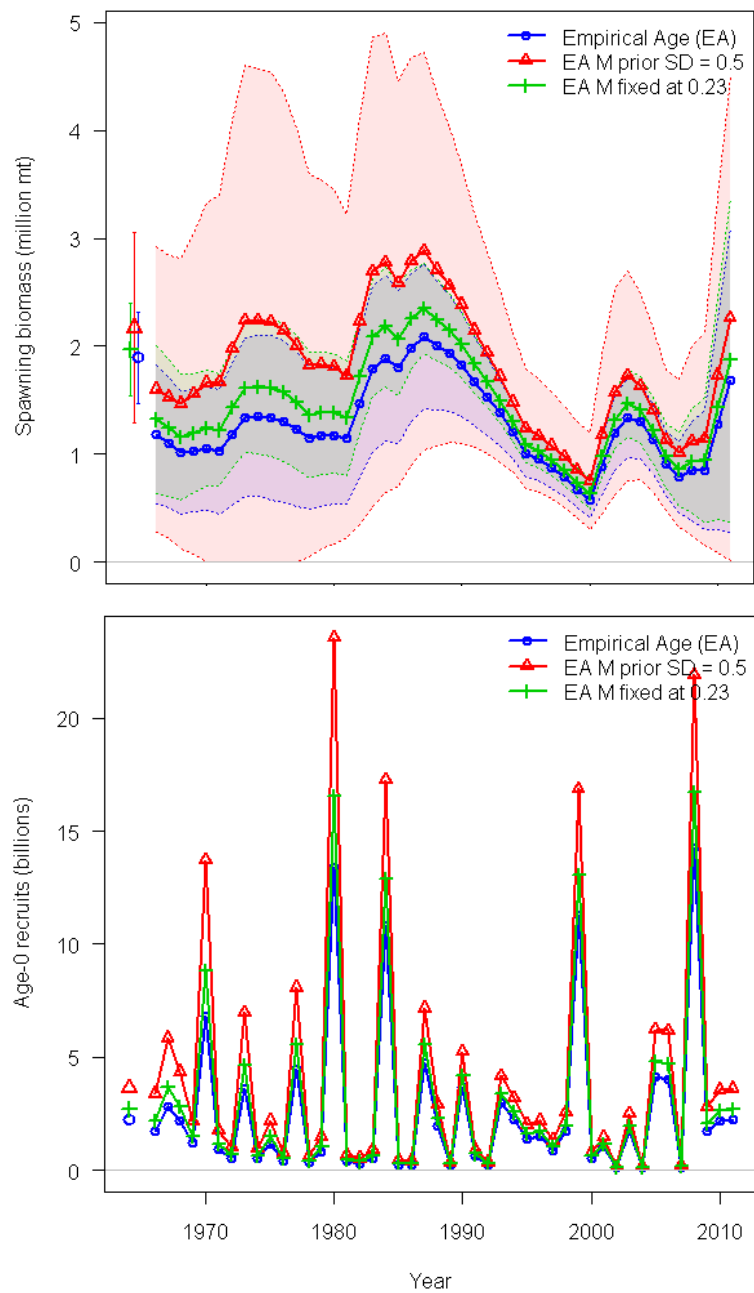 Spawning biomass (million mt)
5
4
3
2
1
0
Empirical Age (EA)
EA M prior SD = 0.5
EA M fixed at 0.23
Age-0 recruits (billions)
20
15
10
5
0
Empirical Age (EA)
EA M prior SD = 0.5
EA M fixed at 0.23
1970 1980 1990 2000 2010
Year